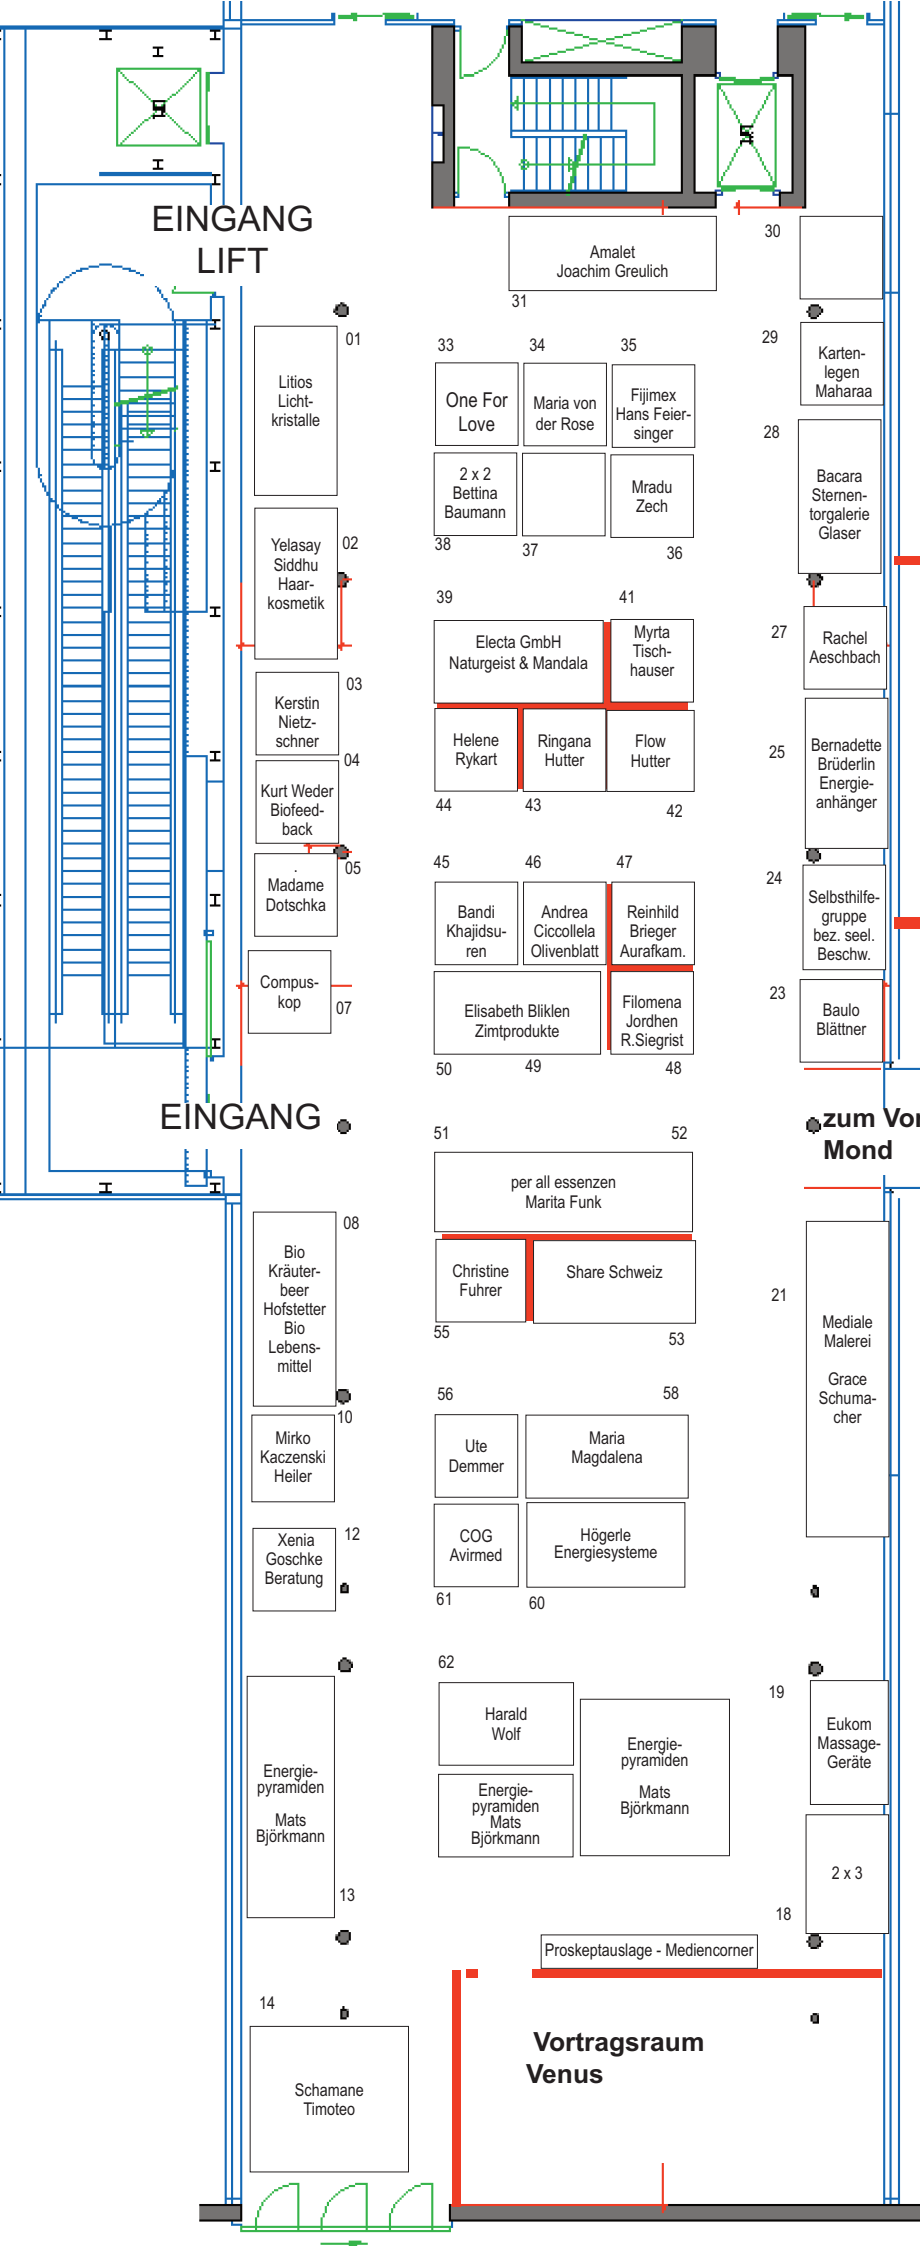 EINGANG
LIFT
30
Amalet
Joachim Greulich
31
01
Litios
Licht-
kristalle
33
One For
Love
34
Maria von
der Rose
35
Fijimex
Hans Feier-
singer
29
Karten-
legen
Maharaa
28
Bacara
Sternen-
torgalerie
Glaser
2 x 2
Bettina
Baumann
38
37
Mradu
Zech
36
02
Yelasay
Siddhu
Haar-
kosmetik
39
Electa GmbH
Naturgeist & Mandala
41
Myrta
Tisch-
hauser
27
Rachel
Aeschbach
03
Kerstin
Nietz-
schner
Helene
Rykart
44
Ringana
Hutter
43
Flow
Hutter
42
25
Bernadette
Brüderlin
Energie-
anhänger
04
Kurt Weder
Biofeed-
back
05
.
Madame
Dotschka
45
Bandi
Khajidsu-
ren
46
Andrea
Ciccollela
Olivenblatt
47
Reinhild
Brieger
Aurafkam.
24
Selbsthilfe-
gruppe
bez. seel.
Beschw.
Compus-
kop
07
Elisabeth Bliklen
Zimtprodukte
50
49
Filomena
Jordhen
R.Siegrist
48
23
Baulo
Blättner
EINGANG
zum Vor
Mond
51
52
per all essenzen
Marita Funk
08
Bio
Kräuter-
beer
Hofstetter
Bio
Lebens-
mittel
Christine
Fuhrer
55
Share Schweiz
53
21
Mediale
Malerei
Grace
Schuma-
cher
10
Mirko
Kaczenski
Heiler
56
Ute
Demmer
58
Maria
Magdalena
12
Xenia
Goschke
Beratung
COG
Avirmed
61
Högerle
Energiesysteme
60
62
Harald
Wolf
19
Eukom
Massage-
Geräte
Energie-
pyramiden
Mats
Björkmann
13
Energie-
pyramiden
Mats
Björkmann
Energie-
pyramiden
Mats
Björkmann
2 x 3
18
Proskeptauslage - Mediencorner
14
Schamane
Timoteo
Vortragsraum
Venus